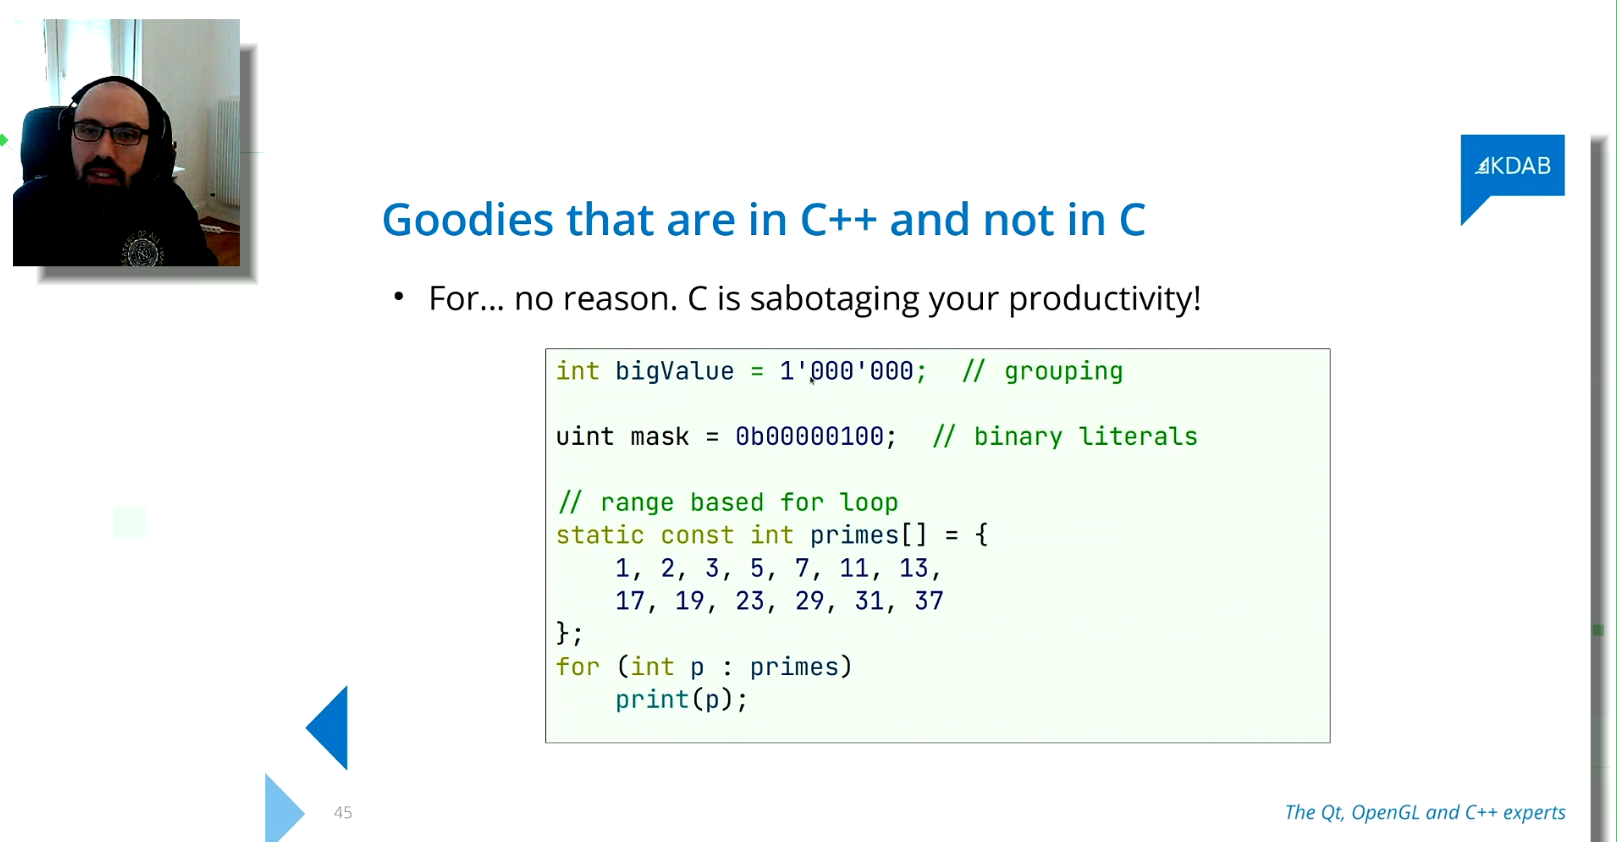 KDAB
Goodies that are in C++ and not in C
• For... no reason. C is sabotaging your productivity!
int bigValue = 1'000'000; // grouping
uint mask = 0b00000100; // binary literals
// range based for loop
static const int primes[] = {
    1, 2, 3, 5, 7, 11, 13,
    17, 19, 23, 29, 31, 37
};
for (int p : primes)
    print(p);
45
The Qt, OpenGL and C++ experts